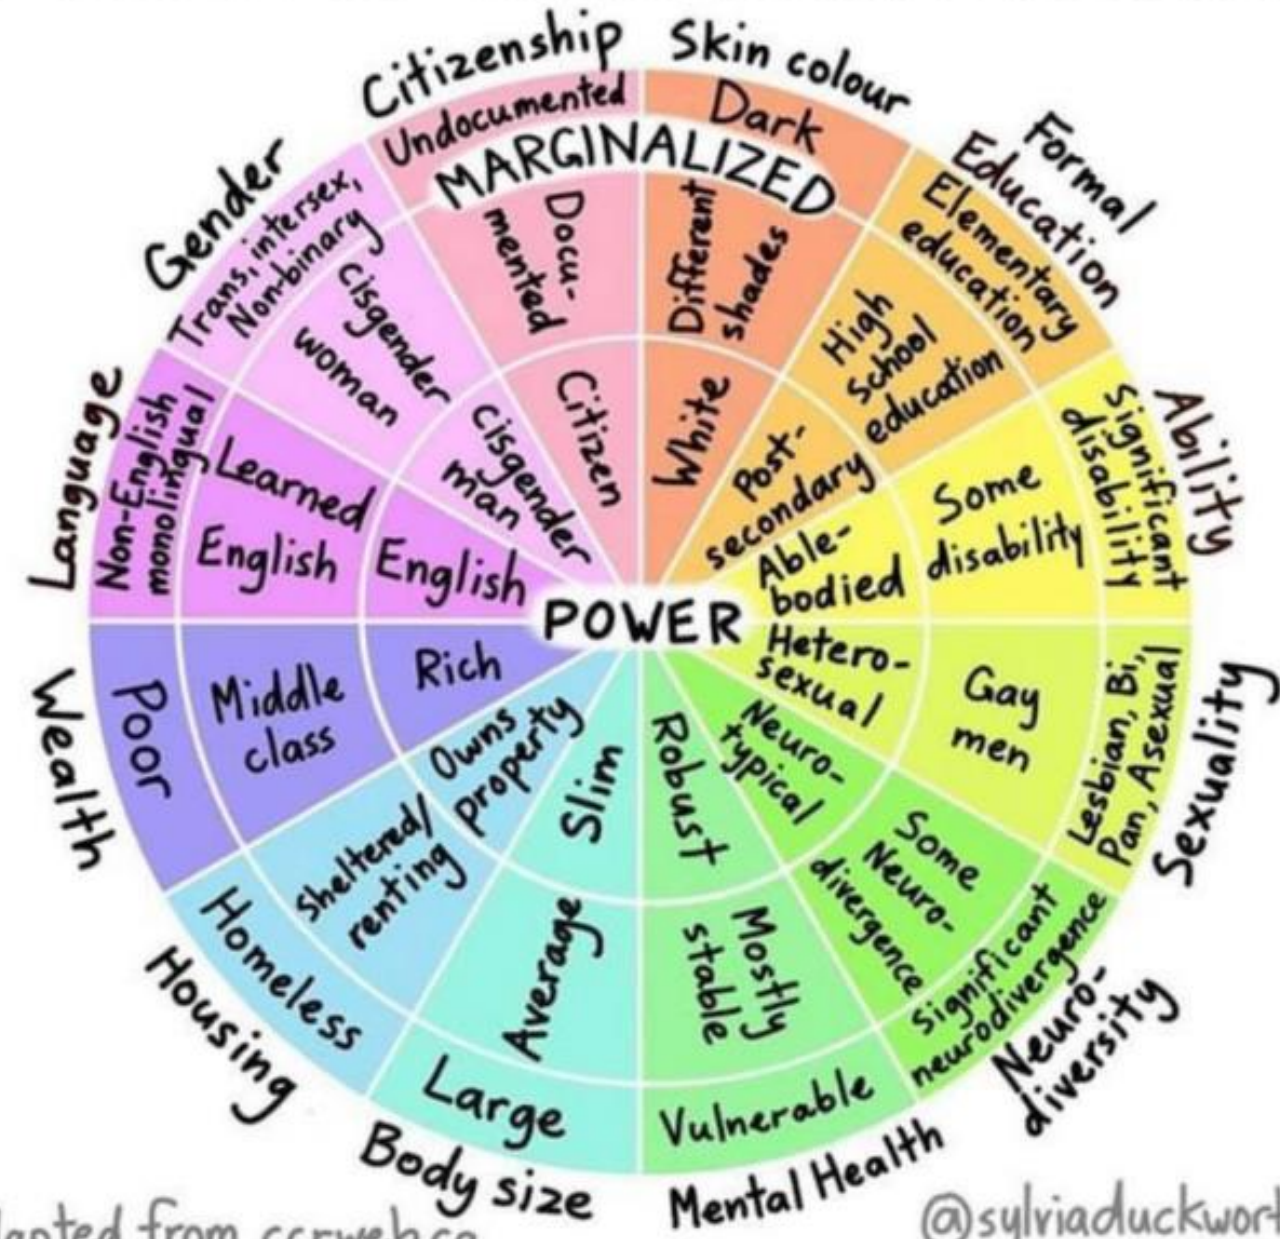 Citizenship
Undocumented
Docu-
mented
Citizen
Skin colour
Dark
Different
shades
White
Formal
Education
Elementary
education
High
School
education
Post-
secondary
Ability
Significant
disability
Some
disability
Able-
bodied
Sexuality
Lesbian, Bi,
Pan, Asexual
Gay
men
Hetero-
sexual
Neuro-
diversity
Significant
neurodivergence
Some
Neuro-
divergence
Neuro-
typical
Mental Health
Vulnerable
Mostly
stable
Robust
Body size
Large
Average
Slim
Housing
Homeless
Sheltered/
renting
Owns
property
Wealth
Poor
Middle
class
Rich
Language
Non-English
monolingual
Learned
English
English
Gender
Trans, intersex,
Non-binary
Cisgender
woman
Cisgender
man
MARGINALIZED
POWER
from
@sylviaduckwort